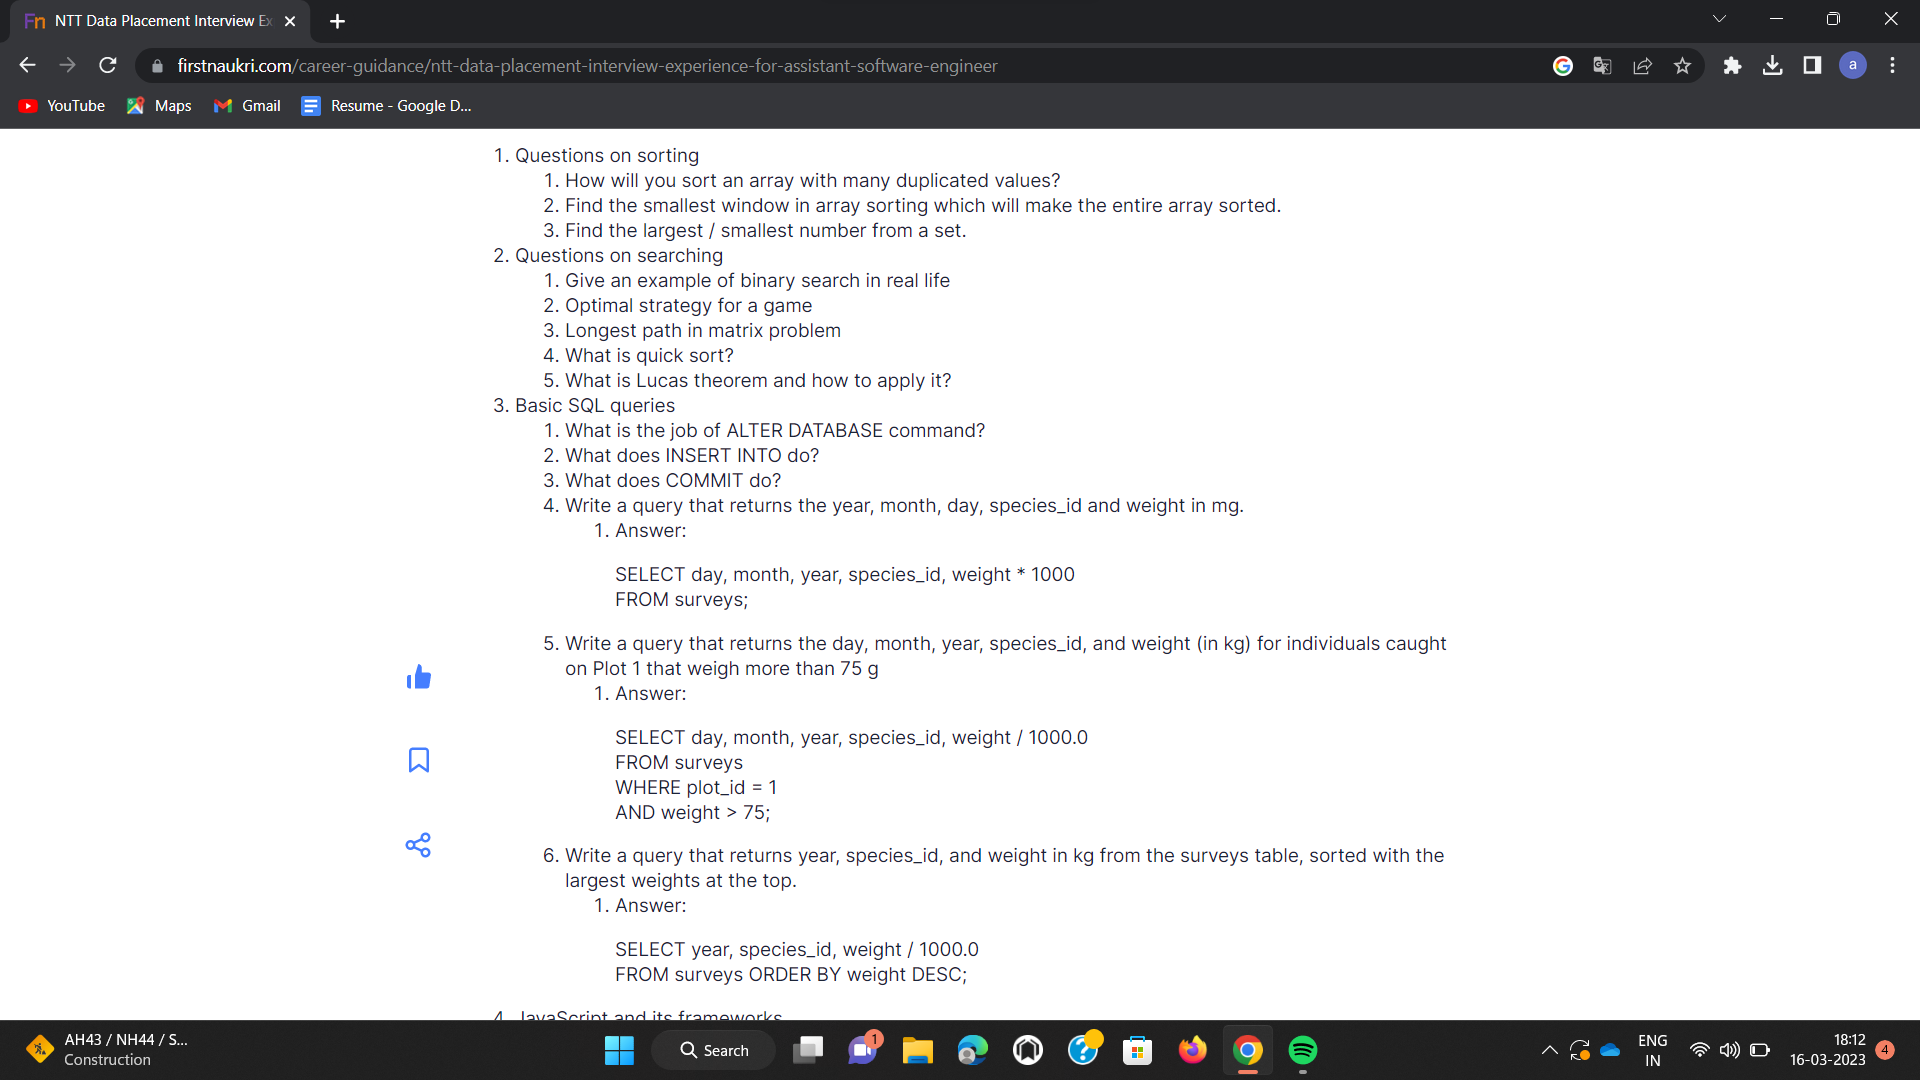 Fn NTT Data Placement Interview Ex
firstnaukri.com/career-guidance/ntt-data-placement-interview-experience-for-assistant-software-engineer
a
YouTube Maps Gmail Resume - Google D...
1. Questions on sorting
1. How will you sort an array with many duplicated values?
2. Find the smallest window in array sorting which will make the entire array sorted.
3. Find the largest / smallest number from a set.
2. Questions on searching
1. Give an example of binary search in real life
2. Optimal strategy for a game
3. Longest path in matrix problem
4. What is quick sort?
5. What is Lucas theorem and how to apply it?
3. Basic SQL queries
1. What is the job of ALTER DATABASE command?
2. What does INSERT INTO do?
3. What does COMMIT do?
4. Write a query that returns the year, month, day, species_id and weight in mg.
1. Answer:
SELECT day, month, year, species_id, weight * 1000
FROM surveys;
5. Write a query that returns the day, month, year, species_id, and weight (in kg) for individuals caught
on Plot 1 that weigh more than 75 g
1. Answer:
SELECT day, month, year, species_id, weight / 1000.0
FROM surveys
WHERE plot_id = 1
AND weight > 75;
6. Write a query that returns year, species_id, and weight in kg from the surveys table, sorted with the
largest weights at the top.
1. Answer:
SELECT year, species_id, weight / 1000.0
FROM surveys ORDER BY weight DESC;
4. JavaScript and its frameworks
AH43 / NH44 / S...
Construction
Search
1
ENG
IN
18:12
16-03-2023
4